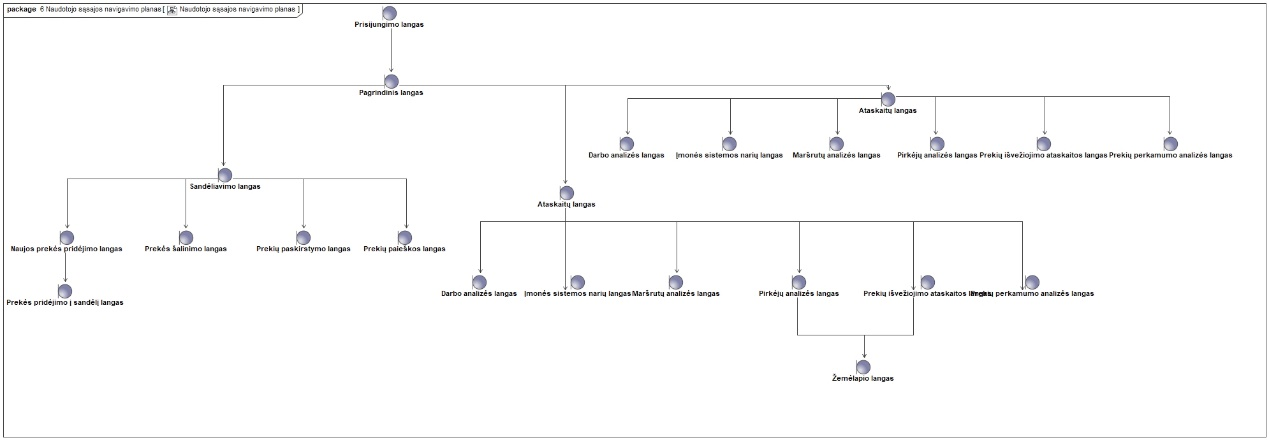 package 6 Naudotojo sąsajos navigavimo planas [ Naudotojo sąsajos navigavimo planas ]
Prisijungimo langas
Pagrindinis langas
Ataskaitų langas
Darbo analizės langas
Įmonės sistemos narių langas
Maršrutų analizės langas
Pirkėjų analizės langas
Prekių išvežiojimo ataskaitos langas
Prekių perkamumo analizės langas
Sandėliavimo langas
Ataskaitų langas
Naujos prekės pridėjimo langas
Prekės šalinimo langas
Prekių paskirstymo langas
Prekių paieškos langas
Prekės pridėjimo į sandėlį langas
Darbo analizės langas
Įmonės sistemos narių langas
Maršrutų analizės langas
Pirkėjų analizės langas
Prekių išvežiojimo ataskaitos langas
Prekių perkamumo analizės langas
Žemėlapio langas